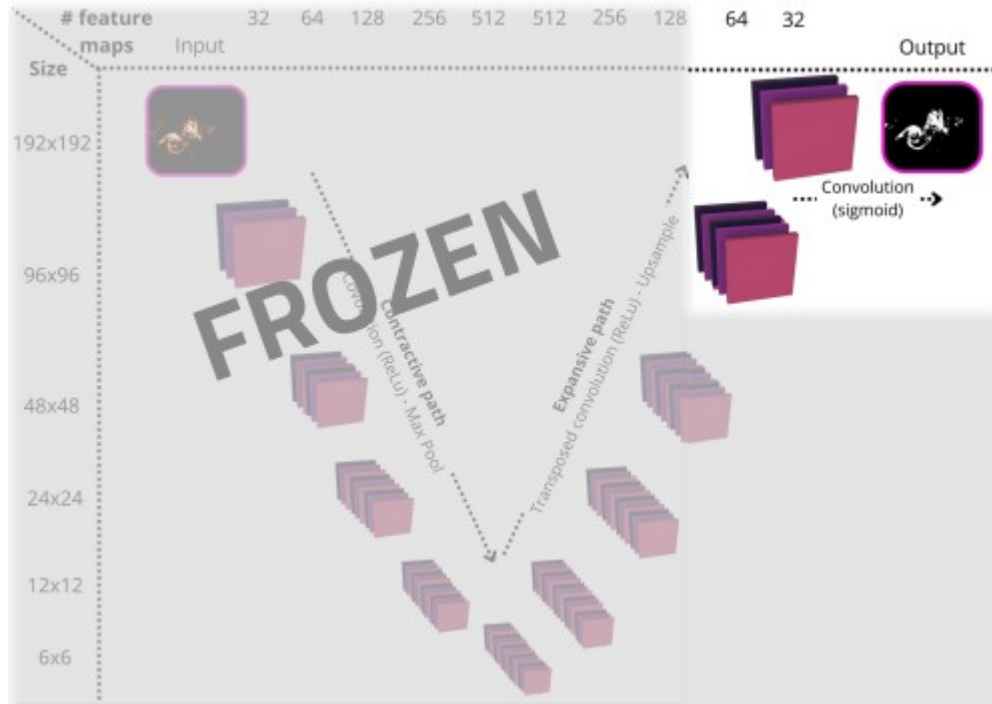 # feature maps 32 64 128 256 512 512 256 128 64 32
Input
Output
Size
192x192
96x96
48x48
24x24
12x12
6x6
FROZEN
Contractive path
Covolution (ReLu) - Max Pool
Expansive path
Transposed convolution (ReLu) - Upsample
Convolution
(sigmoid)